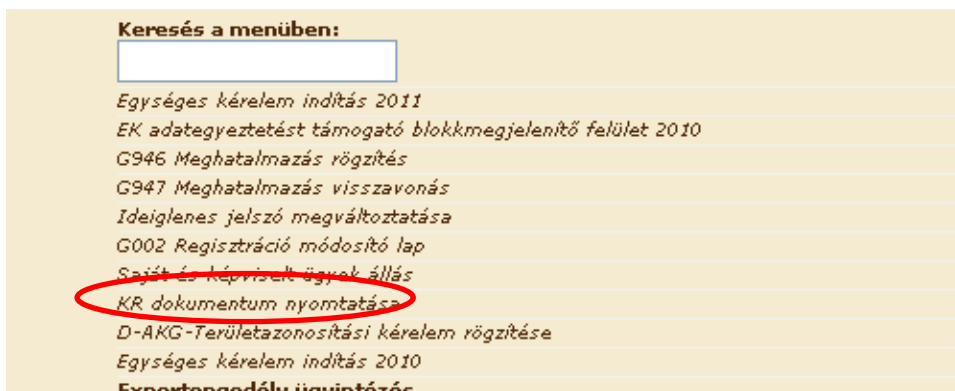 Keresés a menüben:
Egységes kérelem indítás 2011
EK adategyeztetést támogató blokkmegjelenítő felület 2010
G946 Meghatalmazás rögzítés
G947 Meghatalmazás visszavonás
Ideiglenes jelszó megváltoztatása
G002 Regisztráció módosító lap
Saját és képviselt ügyek állás
KR dokumentum nyomtatása
D-AKG-Területazonosítási kérelem rögzítése
Egységes kérelem indítás 2010
Exportengedély ügyintézés